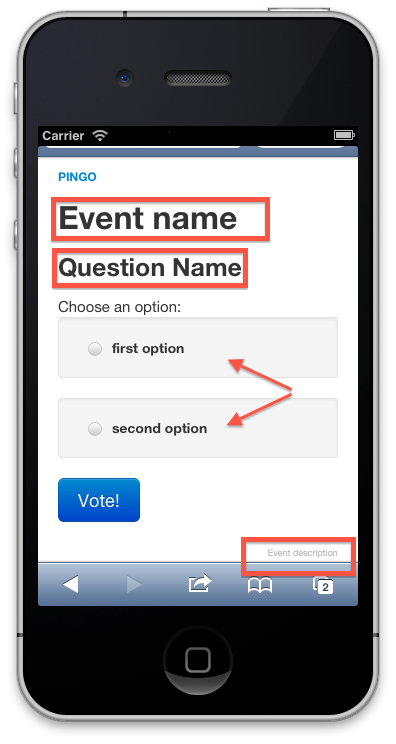 Carrier
PINGO
Event name
Question Name
Choose an option:
first option
second option
Vote!
Event description
2